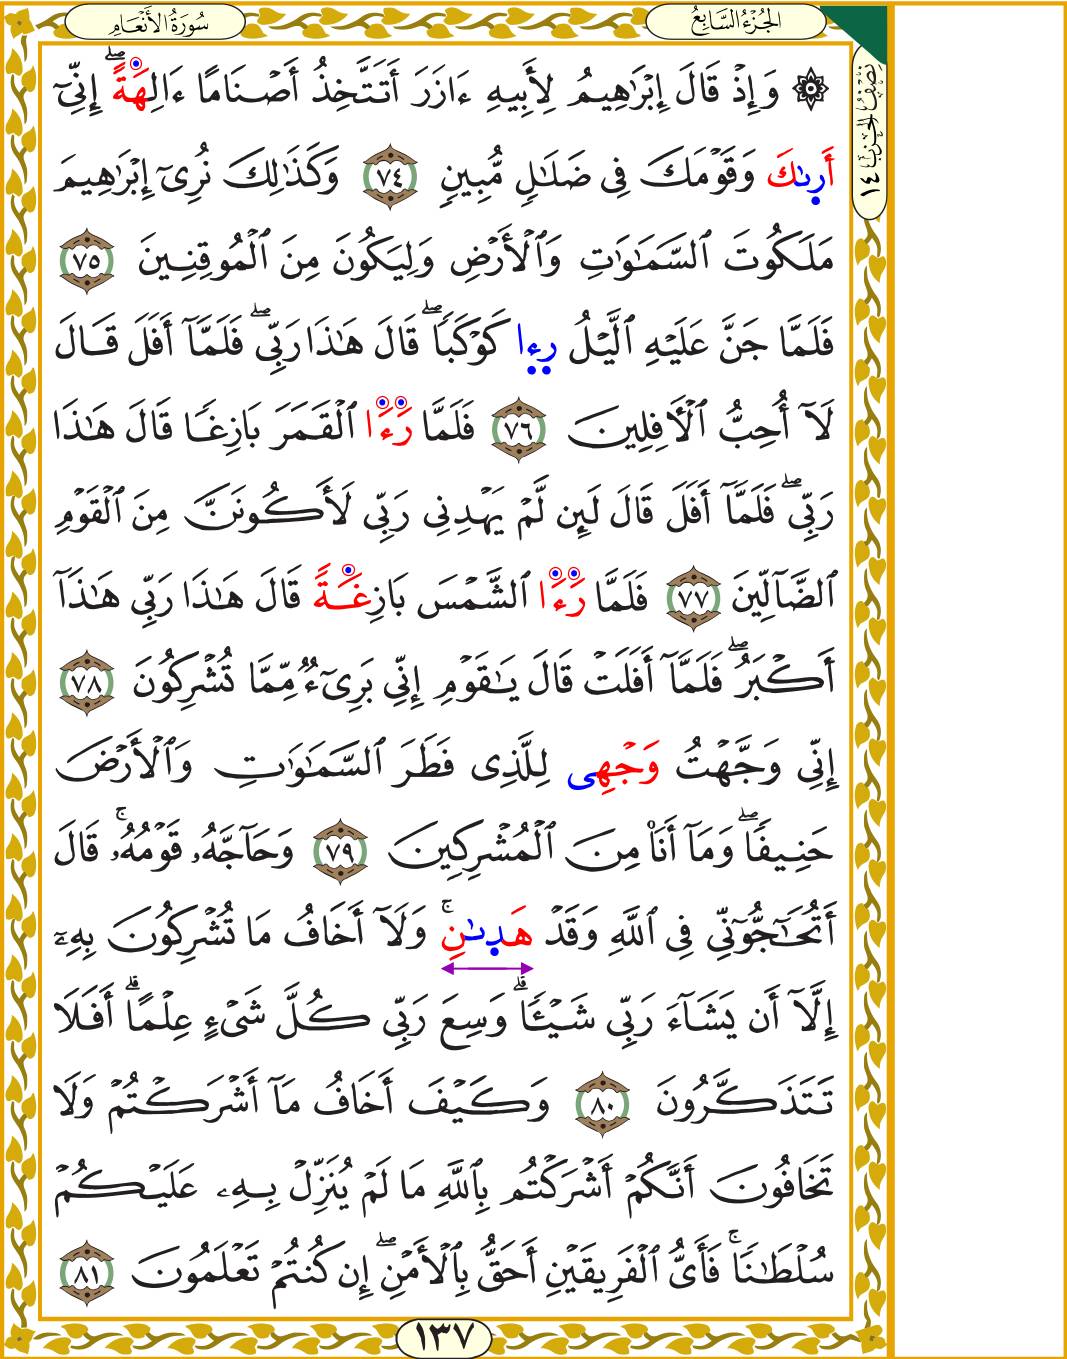 سُورَةُ الأَنْعَام
الجُزْءُ السَّابِعُ
نِصْفُ الحِزْبِ ١٤
۞ وَإِذْ قَالَ إِبْرَٰهِيمُ لِأَبِيهِ ءَازَرَ أَتَتَّخِذُ أَصْنَامًا ءَالِهَةًۖ إِنِّيٓ
أَرِىٰكَ وَقَوْمَكَ فِي ضَلَٰلٖ مُّبِينٖ ٧٤ وَكَذَٰلِكَ نُرِيٓ إِبْرَٰهِيمَ
مَلَكُوتَ ٱلسَّمَٰوَٰتِ وَٱلْأَرْضِ وَلِيَكُونَ مِنَ ٱلْمُوقِنِينَ ٧٥
فَلَمَّا جَنَّ عَلَيْهِ ٱلَّيْلُ رِءِا كَوْكَبٗاۖ قَالَ هَٰذَا رَبِّيۖ فَلَمَّآ أَفَلَ قَالَ
لَآ أُحِبُّ ٱلْأٓفِلِينَ ٧٦ فَلَمَّا رَءَا ٱلْقَمَرَ بَازِغٗا قَالَ هَٰذَا
رَبِّيۖ فَلَمَّآ أَفَلَ قَالَ لَئِن لَّمْ يَهْدِنِي رَبِّي لَأَكُونَنَّ مِنَ ٱلْقَوْمِ
ٱلضَّآلِّينَ ٧٧ فَلَمَّا رَءَا ٱلشَّمْسَ بَازِغَةٗ قَالَ هَٰذَا رَبِّي هَٰذَآ
أَكْبَرُۖ فَلَمَّآ أَفَلَتْ قَالَ يَٰقَوْمِ إِنِّي بَرِيٓءٞ مِّمَّا تُشْرِكُونَ ٧٨
إِنِّي وَجَّهْتُ وَجْهِي لِلَّذِي فَطَرَ ٱلسَّمَٰوَٰتِ وَٱلْأَرْضَ
حَنِيفٗاۖ وَمَآ أَنَا۠ مِنَ ٱلْمُشْرِكِينَ ٧٩ وَحَآجَّهُۥ قَوْمُهُۥۚ قَالَ
أَتُحَٰٓجُّوٓنِّي فِي ٱللَّهِ وَقَدْ هَدِىٰنِۚ وَلَآ أَخَافُ مَا تُشْرِكُونَ بِهِۦٓ
إِلَّآ أَن يَشَآءَ رَبِّي شَيْـٔٗاۗ وَسِعَ رَبِّي كُلَّ شَيْءٍ عِلْمًاۗ أَفَلَا
تَتَذَكَّرُونَ ٨٠ وَكَيْفَ أَخَافُ مَآ أَشْرَكْتُمْ وَلَا
تَخَافُونَ أَنَّكُمْ أَشْرَكْتُم بِٱللَّهِ مَا لَمْ يُنَزِّلْ بِهِۦ عَلَيْكُمْ
سُلْطَٰنٗاۚ فَأَيُّ ٱلْفَرِيقَيْنِ أَحَقُّ بِٱلْأَمْنِۖ إِن كُنتُمْ تَعْلَمُونَ ٨١
١٣٧